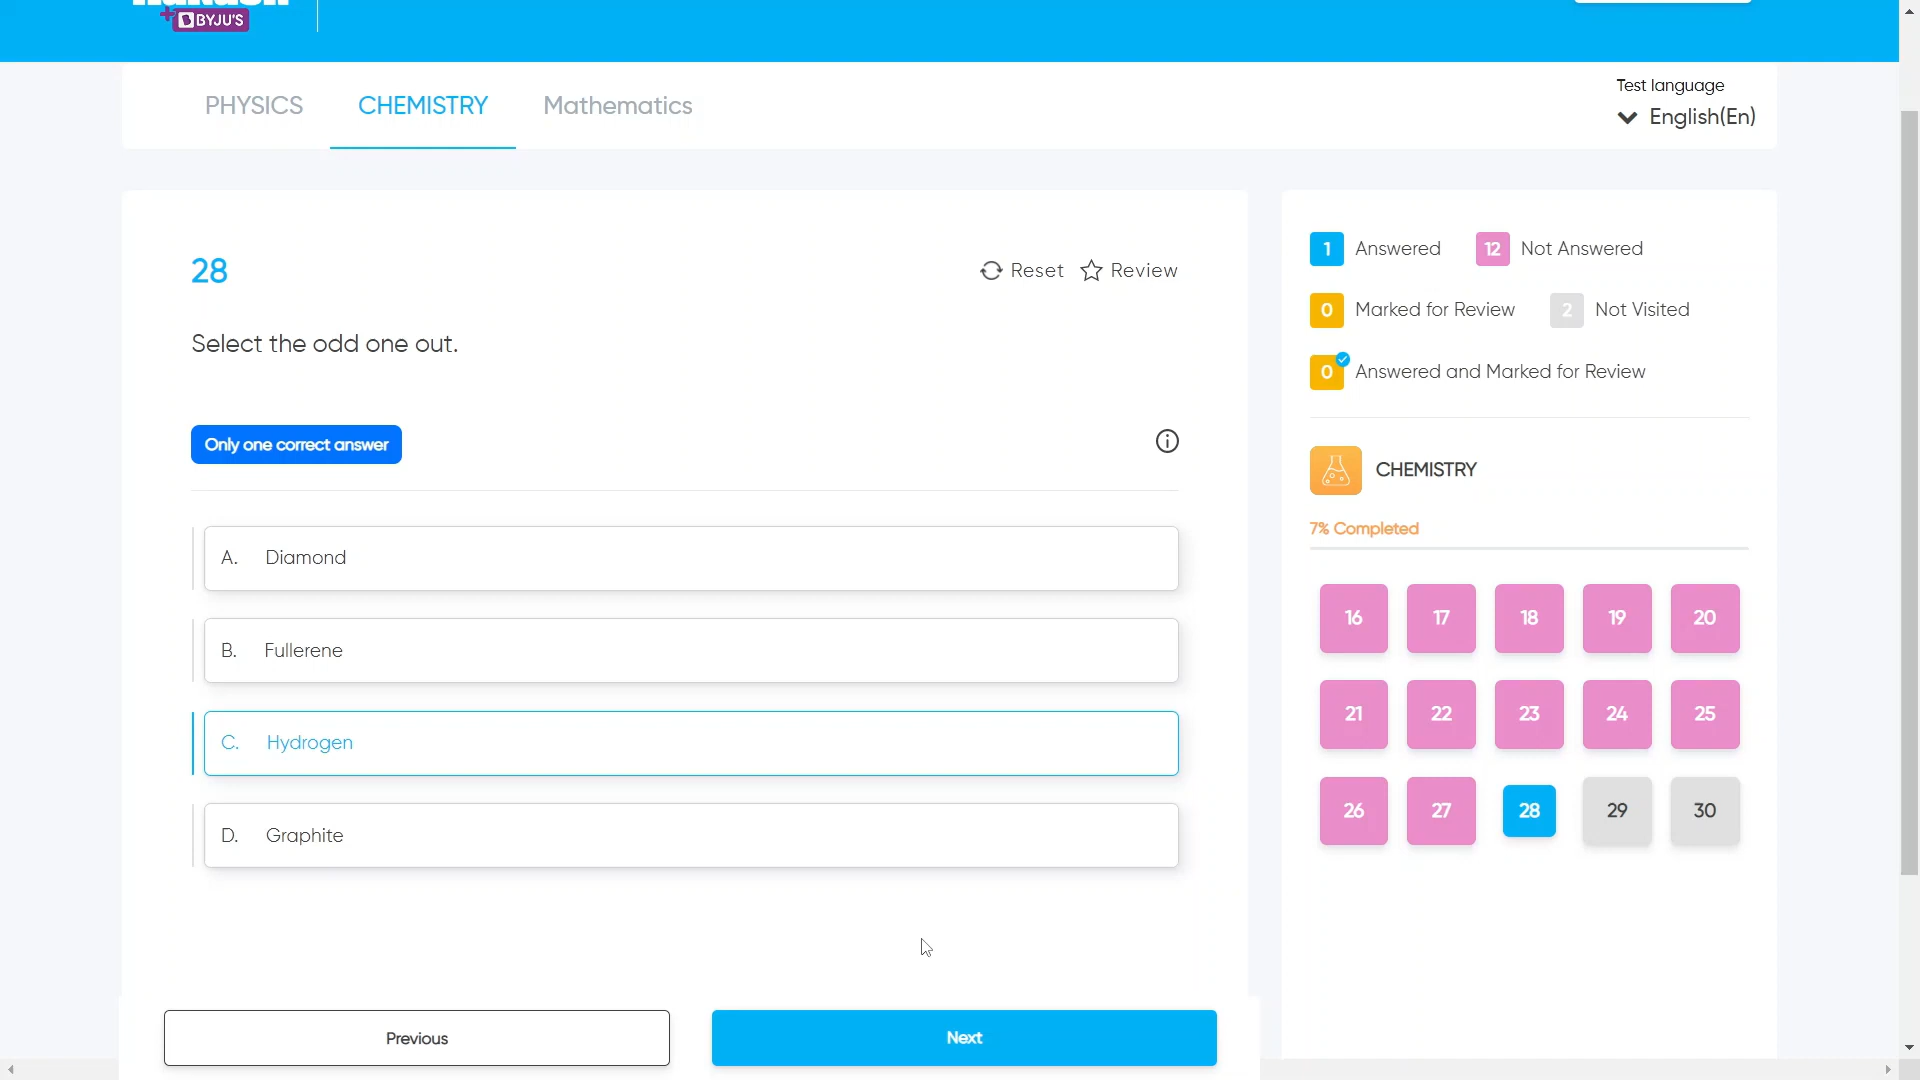 BYJU'S
PHYSICS
CHEMISTRY
Mathematics
Test language
English(En)
28
Reset
Review
Select the odd one out.
Only one correct answer
A. Diamond
B. Fullerene
C. Hydrogen
D. Graphite
Previous
Next
1 Answered
12 Not Answered
0 Marked for Review
2 Not Visited
0 Answered and Marked for Review
CHEMISTRY
7% Completed
16 17 18 19 20
21 22 23 24 25
26 27 28 29 30